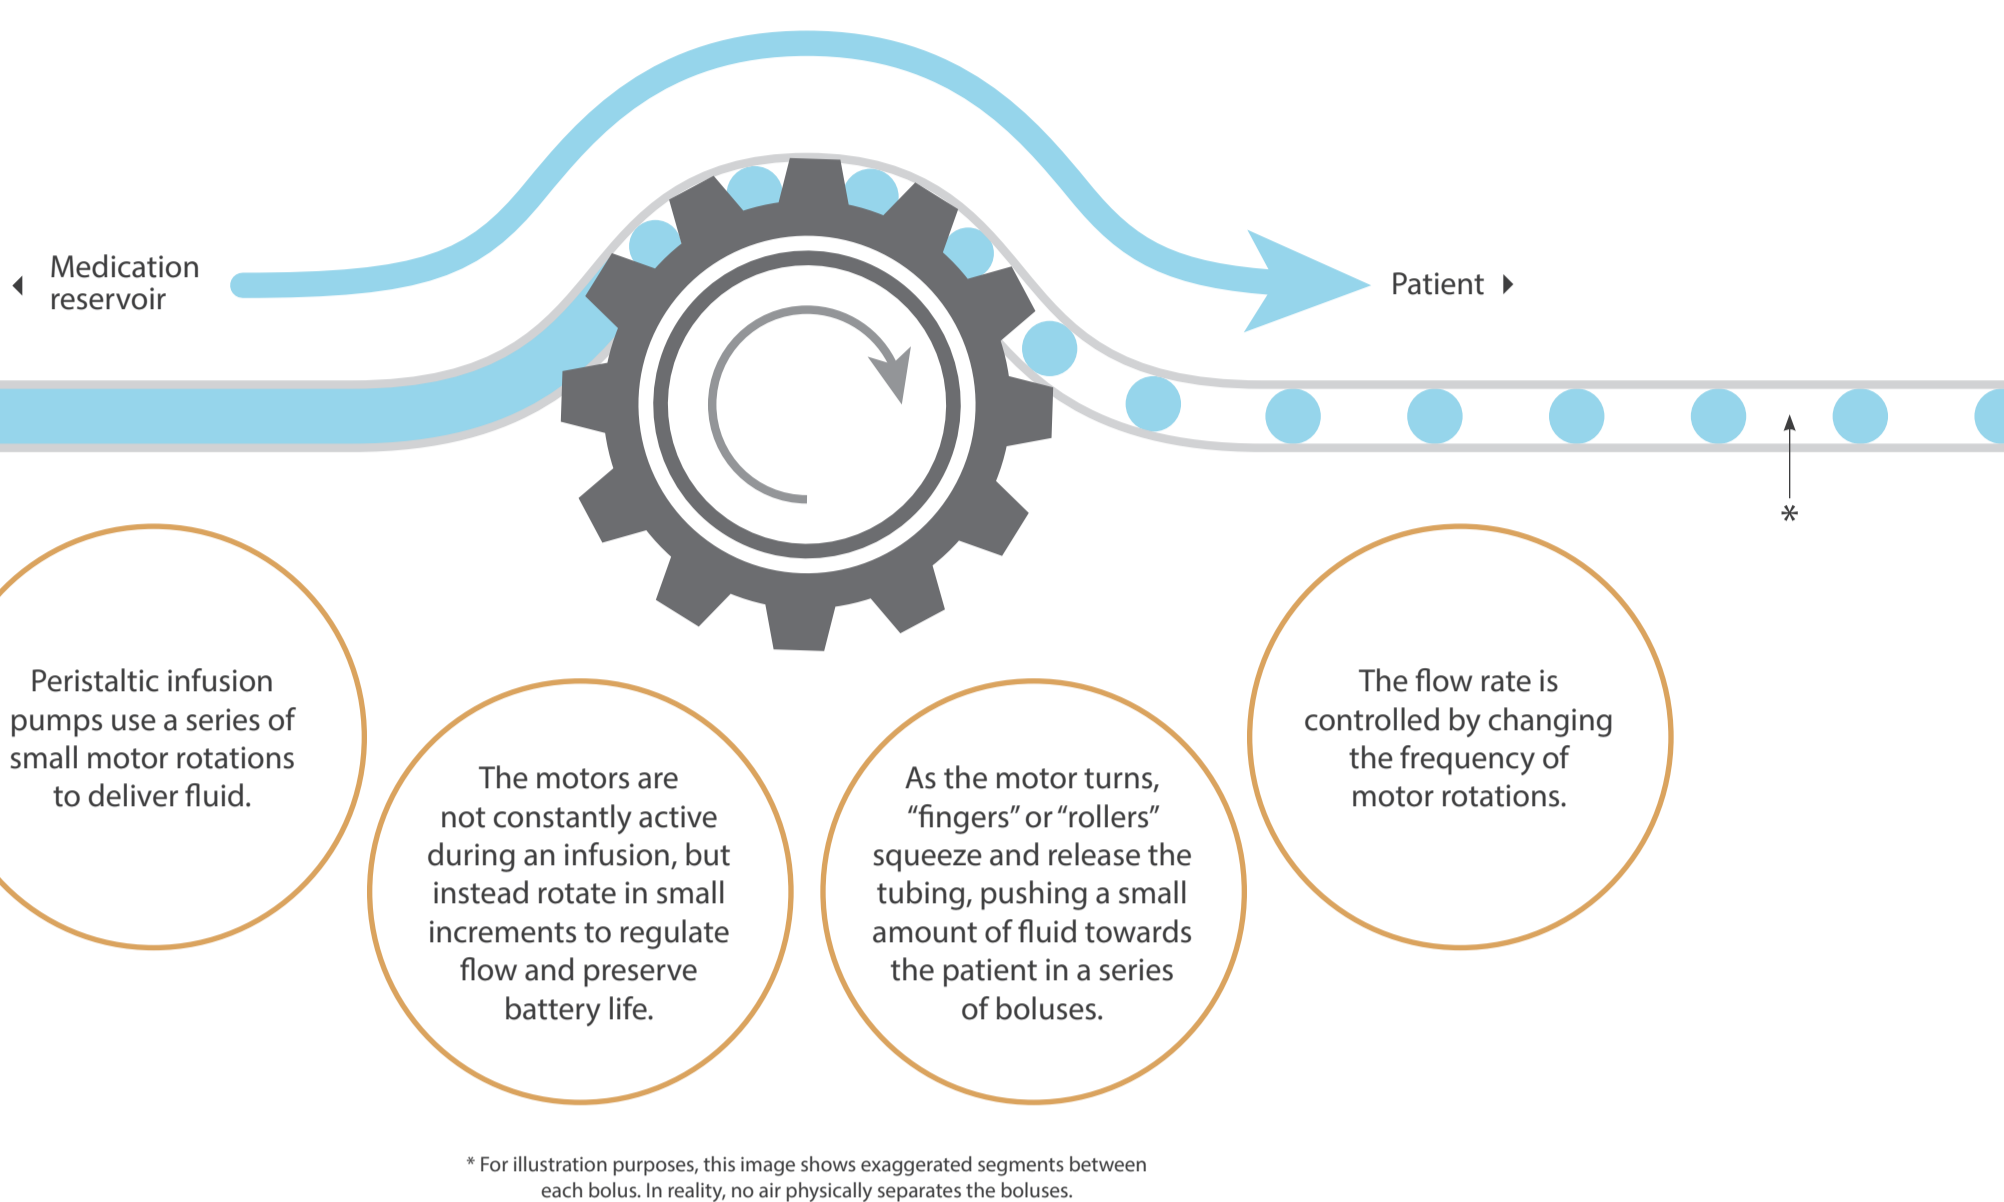 Medication
reservoir
Patient
*
Peristaltic infusion
pumps use a series of
small motor rotations
to deliver fluid.
The motors are
not constantly active
during an infusion, but
instead rotate in small
increments to regulate
flow and preserve
battery life.
As the motor turns,
“fingers” or “rollers”
squeeze and release the
tubing, pushing a small
amount of fluid towards
the patient in a series
of boluses.
The flow rate is
controlled by changing
the frequency of
motor rotations.
* For illustration purposes, this image shows exaggerated segments between
each bolus. In reality, no air physically separates the boluses.